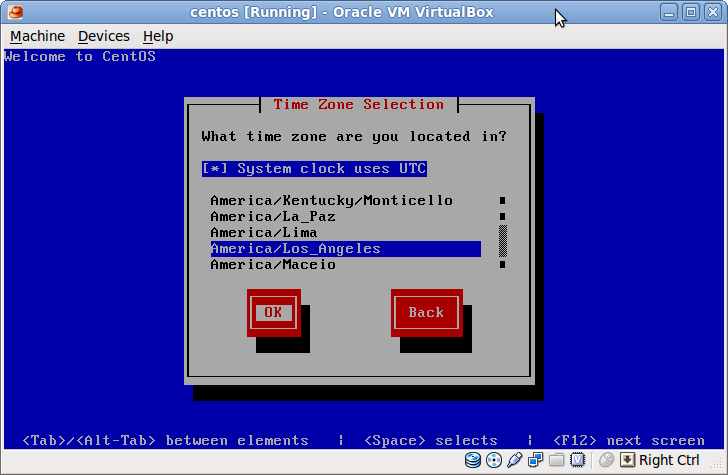 centos [Running] - Oracle VM VirtualBox
Machine Devices Help
Welcome to CentOS
Time Zone Selection
What time zone are you located in?
[*] System clock uses UTC
America/Kentucky/Monticello
America/La_Paz
America/Lima
America/Los_Angeles
America/Maceio
OK Back
<Tab>/<Alt-Tab> between elements | <Space> selects | <F12> next screen
Right Ctrl